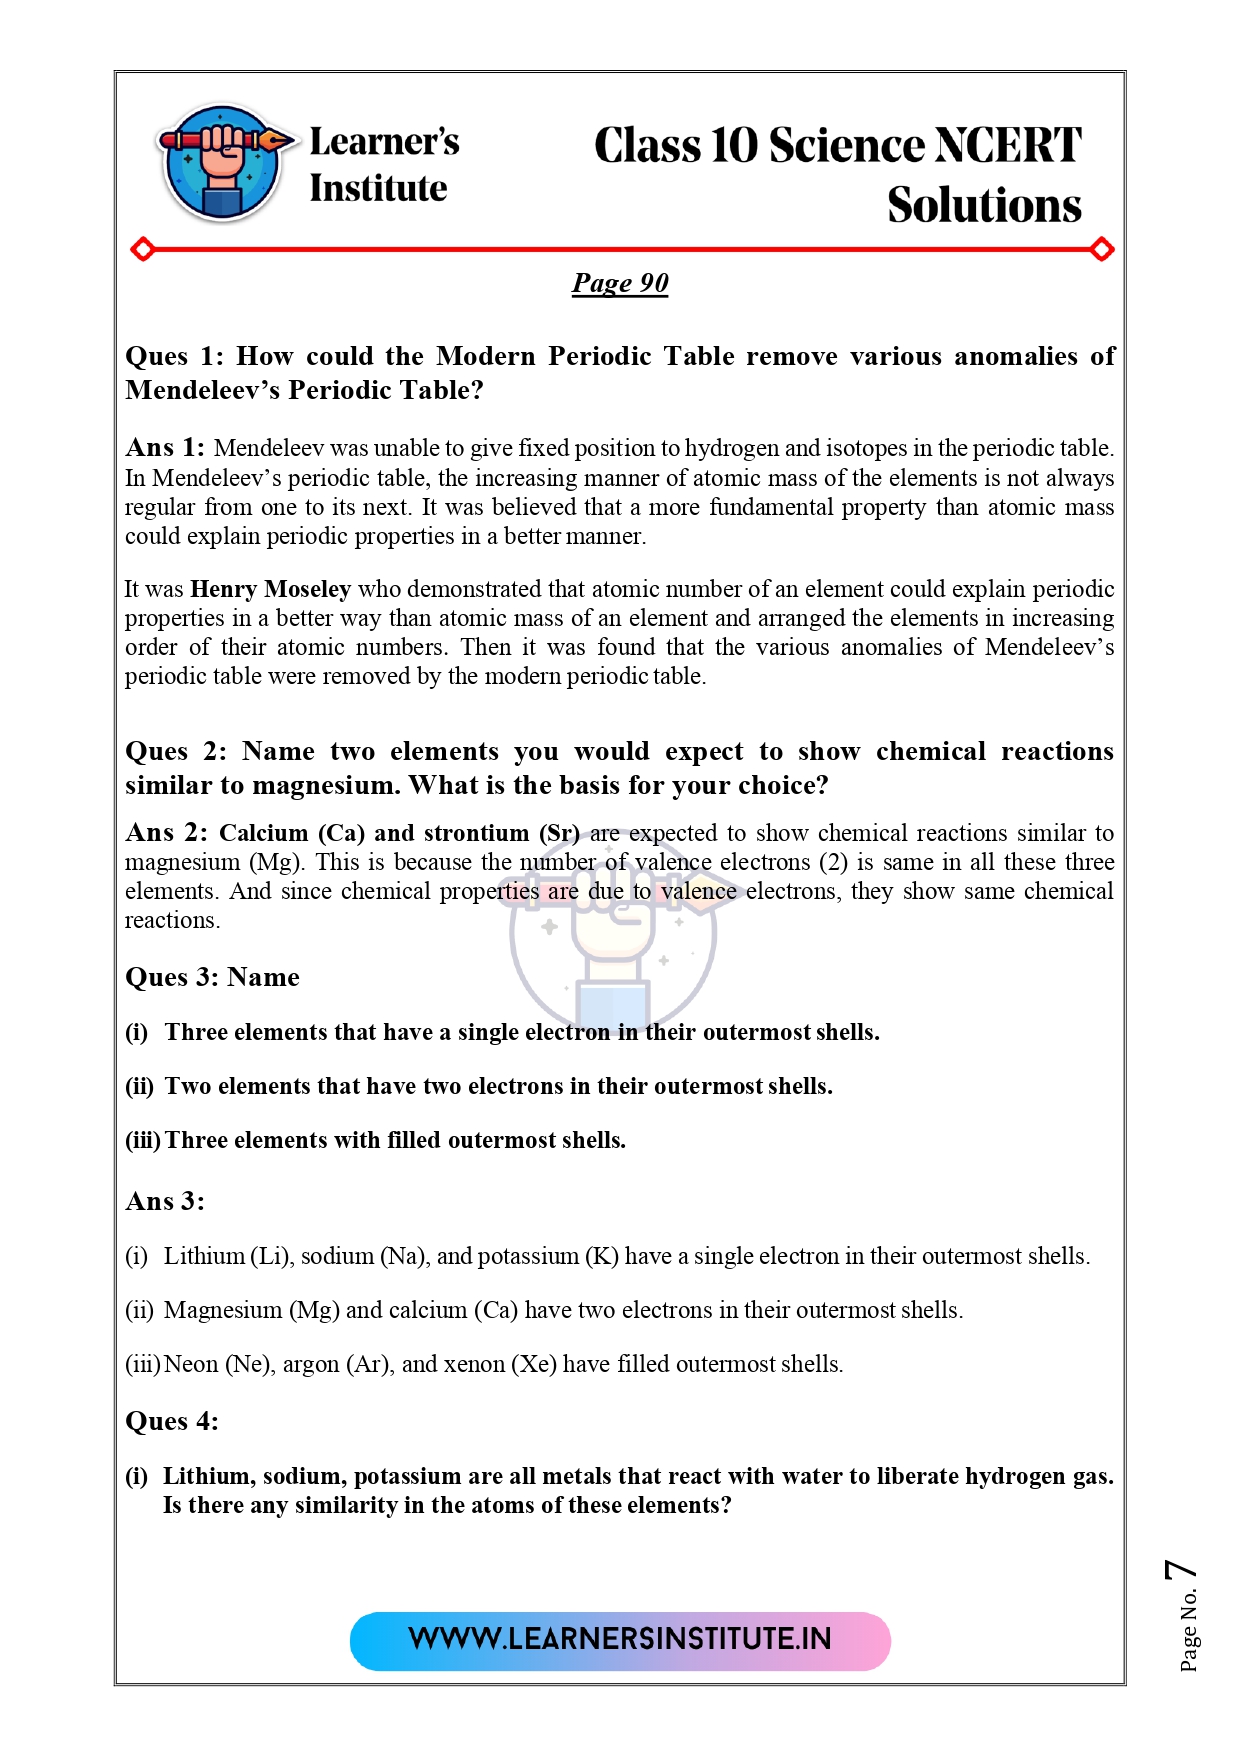 Learner's
Institute
Class 10 Science NCERT
Solutions
Page 90
Ques 1: How could the Modern Periodic Table remove various anomalies of
Mendeleev's Periodic Table?
Ans 1: Mendeleev was unable to give fixed position to hydrogen and isotopes in the periodic table.
In Mendeleev's periodic table, the increasing manner of atomic mass of the elements is not always
regular from one to its next. It was believed that a more fundamental property than atomic mass
could explain periodic properties in a better manner.
It was Henry Moseley who demonstrated that atomic number of an element could explain periodic
properties in a better way than atomic mass of an element and arranged the elements in increasing
order of their atomic numbers. Then it was found that the various anomalies of Mendeleev's
periodic table were removed by the modern periodic table.
Ques 2: Name two elements you would expect to show chemical reactions
similar to magnesium. What is the basis for your choice?
Ans 2: Calcium (Ca) and strontium (Sr) are expected to show chemical reactions similar to
magnesium (Mg). This is because the number of valence electrons (2) is same in all these three
elements. And since chemical properties are due to valence electrons, they show same chemical
reactions.
Ques 3: Name
(i) Three elements that have a single electron in their outermost shells.
(ii) Two elements that have two electrons in their outermost shells.
(iii) Three elements with filled outermost shells.
Ans 3:
(i) Lithium (Li), sodium (Na), and potassium (K) have a single electron in their outermost shells.
(ii) Magnesium (Mg) and calcium (Ca) have two electrons in their outermost shells.
(iii) Neon (Ne), argon (Ar), and xenon (Xe) have filled outermost shells.
Ques 4:
(i) Lithium, sodium, potassium are all metals that react with water to liberate hydrogen gas.
Is there any similarity in the atoms of these elements?
WWW.LEARNERSINSTITUTE.IN
Page No. 7